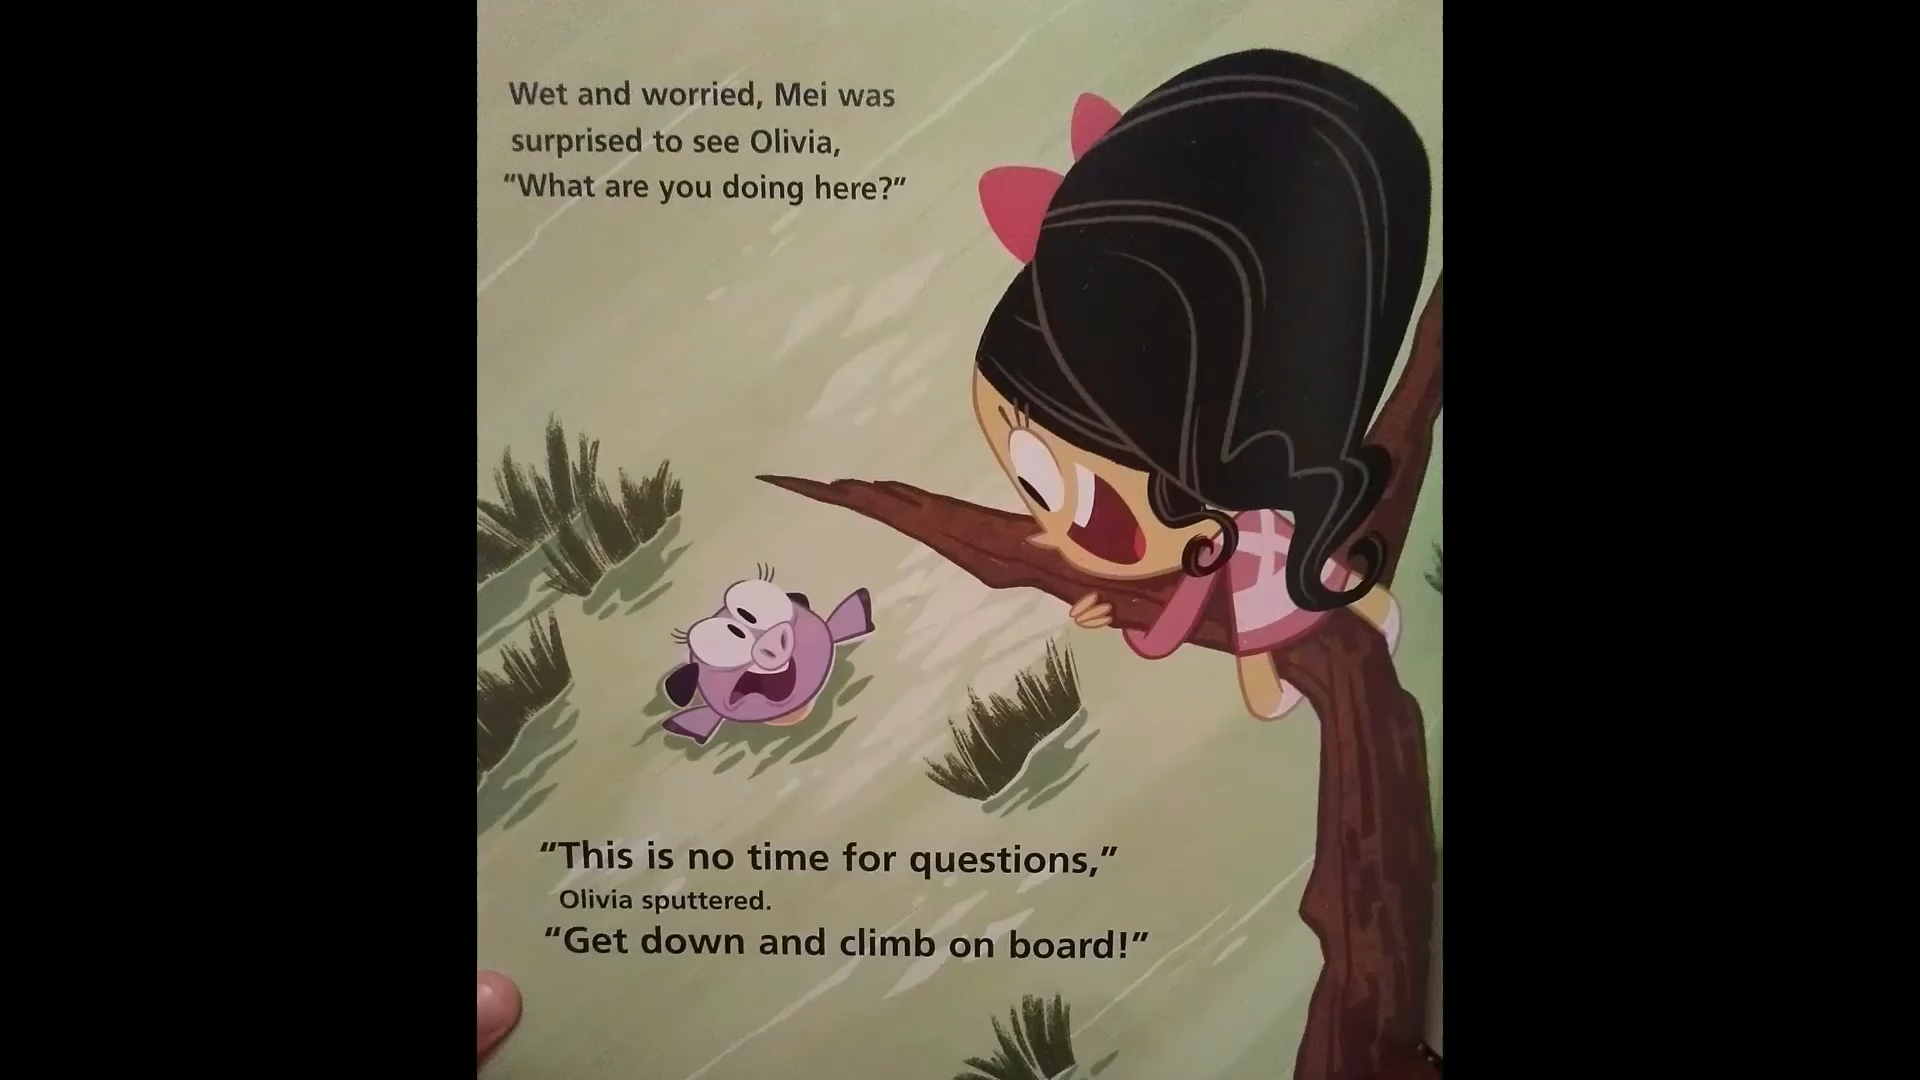 Wet and worried, Mei was
surprised to see Olivia,
“What are you doing here?”
“This is no time for questions,”
Olivia sputtered.
“Get down and climb on board!”